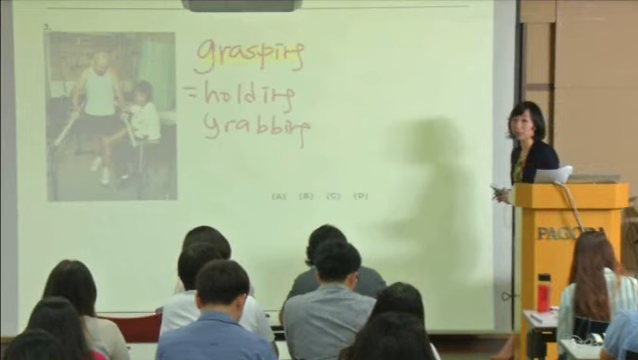 grasping
= holding
grabbing
(A) (B) (C) (D)
PAGODA